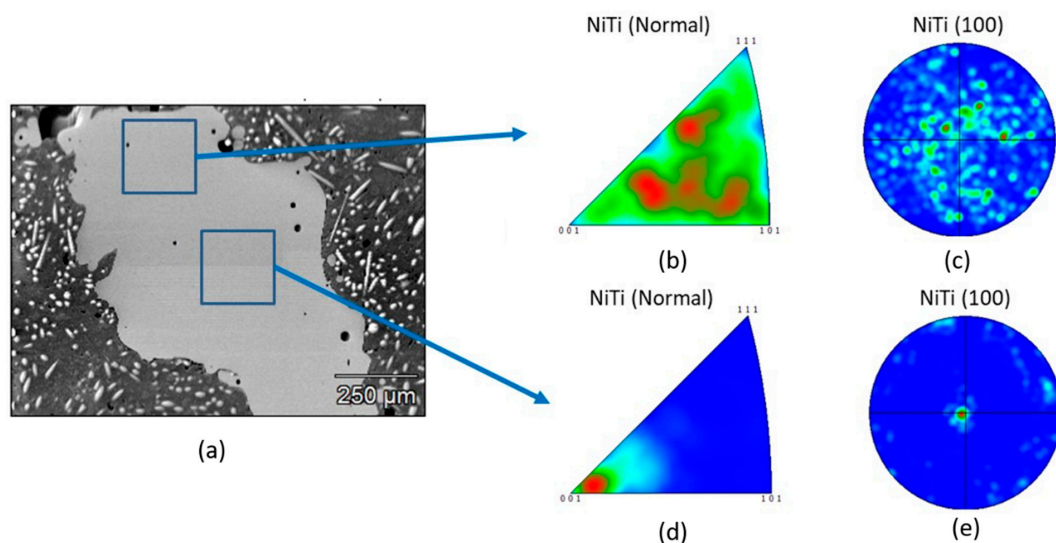 250 µm
(a)
NiTi (Normal)
111
001
101
(b)
NiTi (100)
(c)
NiTi (Normal)
111
001
101
(d)
NiTi (100)
(e)